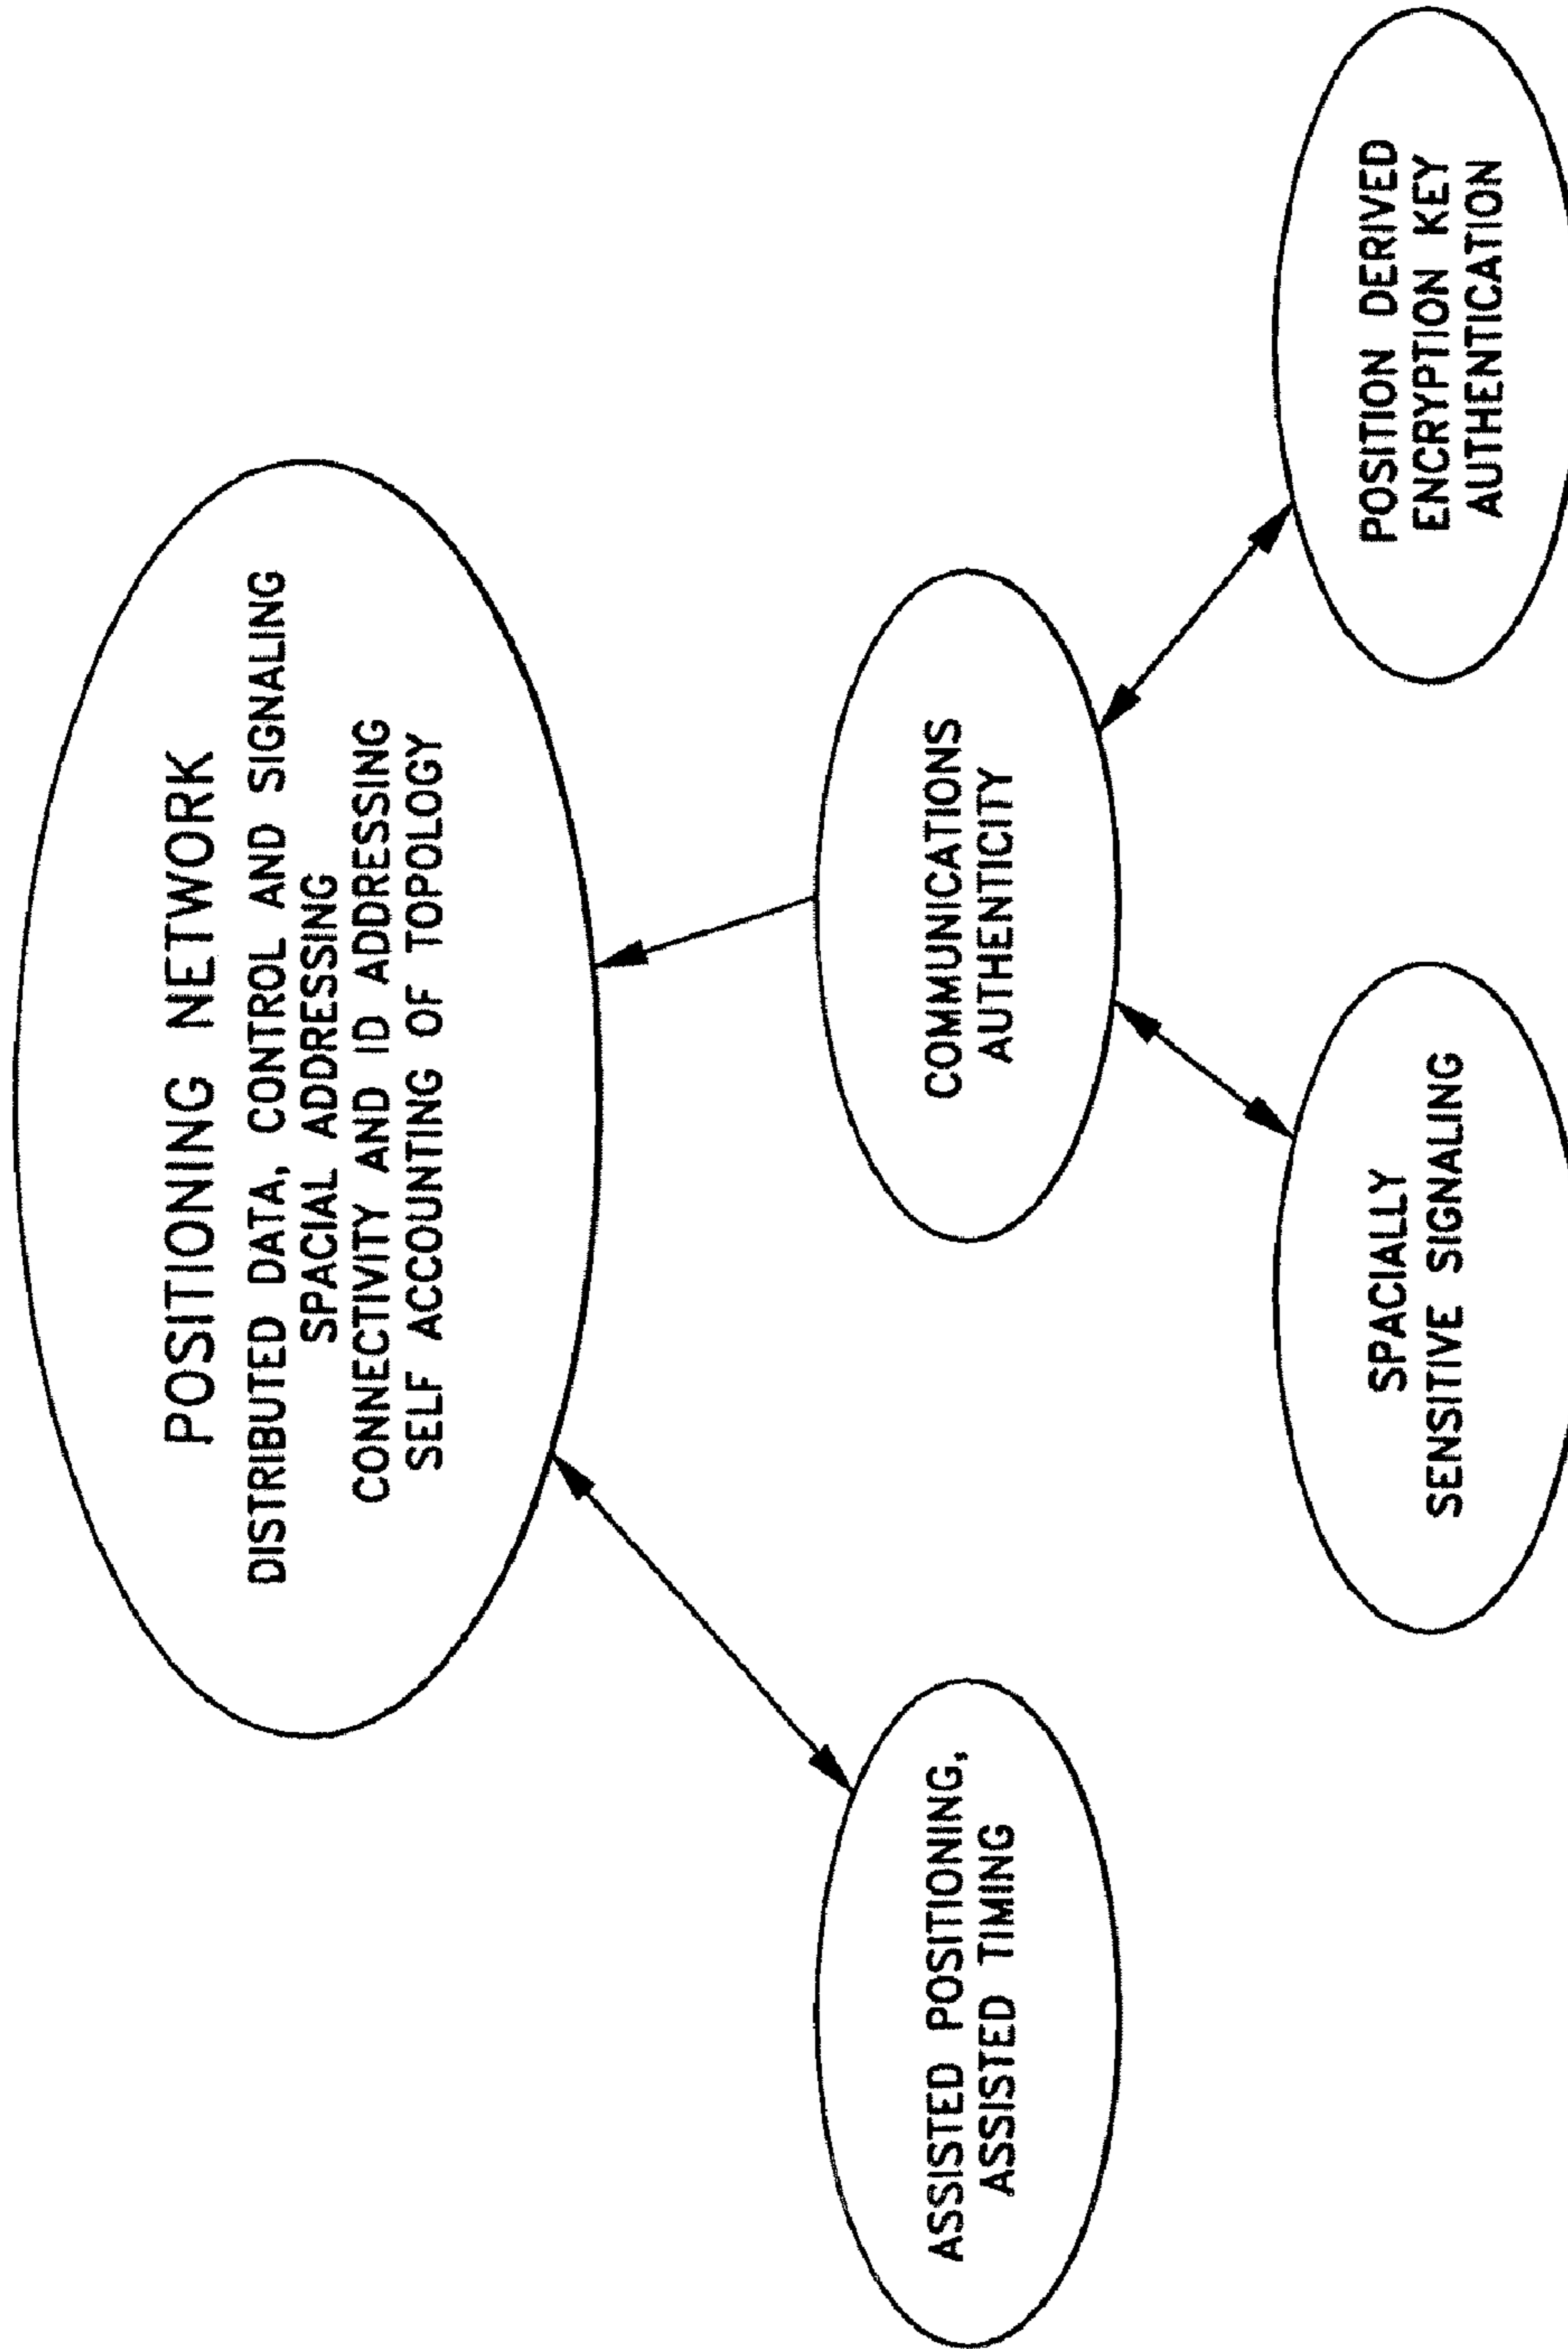 POSITIONING NETWORK
DISTRIBUTED DATA, CONTROL AND SIGNALING
SPACIAL ADDRESSING
CONNECTIVITY AND ID ADDRESSING
SELF ACCOUNTING OF TOPOLOGY
ASSISTED POSITIONING,
ASSISTED TIMING
COMMUNICATIONS
AUTHENTICITY
SPACIALLY
SENSITIVE SIGNALING
POSITION DERIVED
ENCRYPTION KEY
AUTHENTICATION